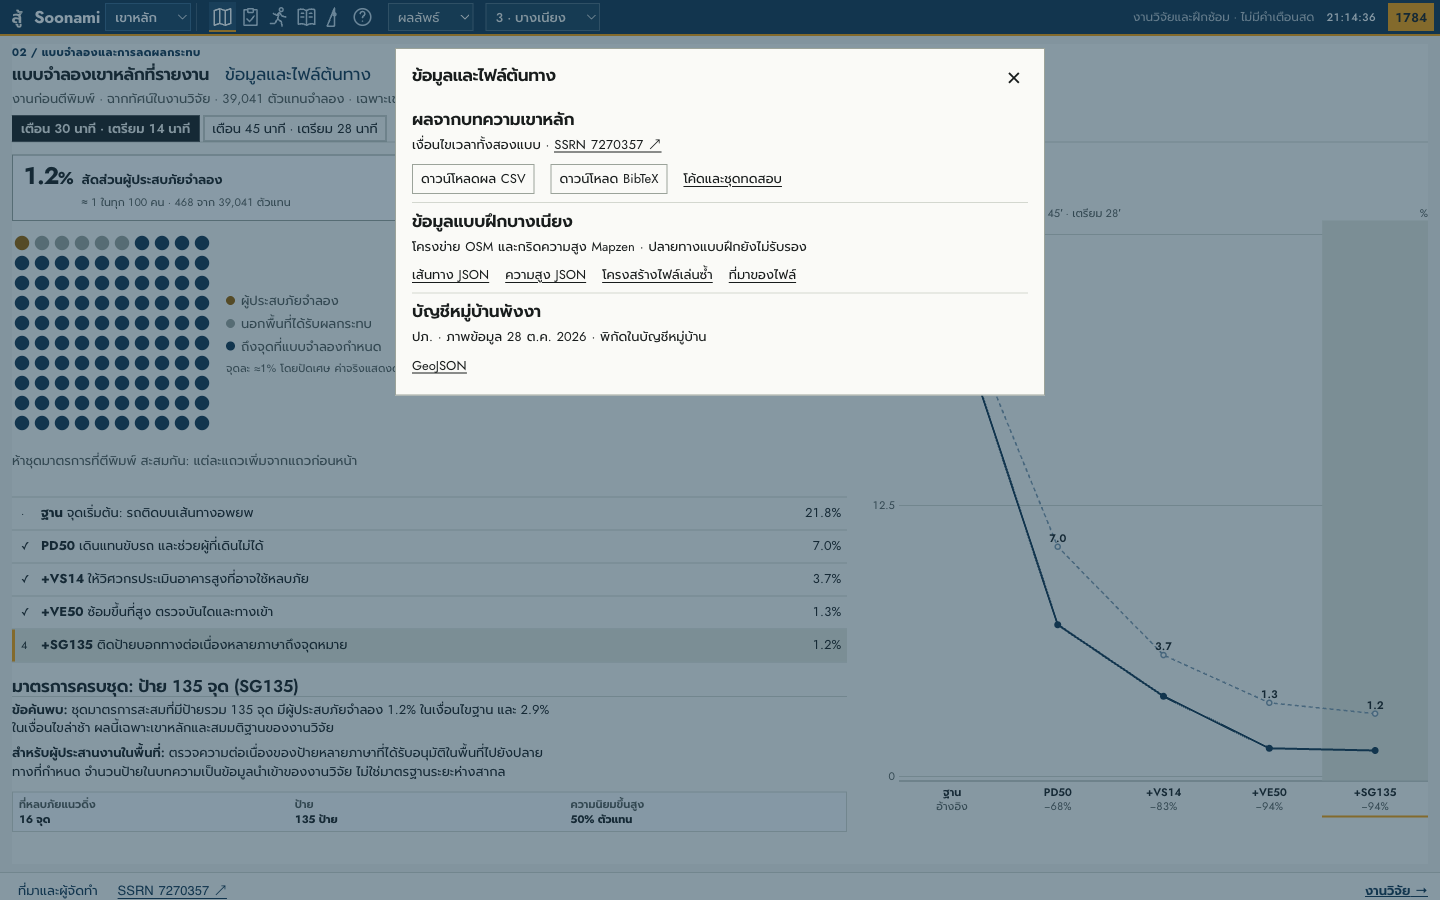 สู้ Soonami เขาหลัก ผลลัพธ์ 3 · บางเนียง งานวิจัยและฝึกซ้อม · ไม่มีคำเตือนสด 21:14:36 1784
02 / แบบจำลองและการลดผลกระทบ
แบบจำลองเขาหลักที่รายงาน ข้อมูลและไฟล์ต้นทาง
งานก่อนตีพิมพ์ · ฉากทัศน์ในงานวิจัย · 39,041 ตัวแทนจำลอง · เฉพาะเข
เตือน 30 นาที · เตรียม 14 นาที เตือน 45 นาที · เตรียม 28 นาที
1.2% สัดส่วนผู้ประสบภัยจำลอง
≈ 1 ในทุก 100 คน · 468 จาก 39,041 ตัวแทน
ผู้ประสบภัยจำลอง
นอกพื้นที่ได้รับผลกระทบ
ถึงจุดที่แบบจำลองกำหนด
จุดละ ≈1% โดยปัดเศษ ค่าจริงแสดง
ห้าชุดมาตรการที่ตีพิมพ์ สะสมกัน: แต่ละแถวเพิ่มจากแถวก่อนหน้า
· ฐาน จุดเริ่มต้น: รถติดบนเส้นทางอพยพ 21.8%
✓ PD50 เดินแทนขับรถ และช่วยผู้ที่เดินไม่ได้ 7.0%
✓ +VS14 ให้วิศวกรประเมินอาคารสูงที่อาจใช้หลบภัย 3.7%
✓ +VE50 ซ้อมขึ้นที่สูง ตรวจบันไดและทางเข้า 1.3%
4 +SG135 ติดป้ายบอกทางต่อเนื่องหลายภาษาถึงจุดหมาย 1.2%
มาตรการครบชุด: ป้าย 135 จุด (SG135)
ข้อค้นพบ: ชุดมาตรการสะสมที่มีป้ายรวม 135 จุด มีผู้ประสบภัยจำลอง 1.2% ในเงื่อนไขฐาน และ 2.9%
ในเงื่อนไขล่าช้า ผลนี้เฉพาะเขาหลักและสมมติฐานของงานวิจัย
สำหรับผู้ประสานงานในพื้นที่: ตรวจความต่อเนื่องของป้ายหลายภาษาที่ได้รับอนุมัติในพื้นที่ไปยังปลาย
ทางที่กำหนด จำนวนป้ายในบทความเป็นข้อมูลนำเข้าของงานวิจัย ไม่ใช่มาตรฐานระยะห่างสากล
ที่หลบภัยแนวดิ่ง ป้าย ความนิยมขึ้นสูง
16 จุด 135 ป้าย 50% ตัวแทน
ข้อมูลและไฟล์ต้นทาง ✕
ผลจากบทความเขาหลัก
เงื่อนไขเวลาทั้งสองแบบ · SSRN 7270357 ↗
ดาวน์โหลดผล CSV ดาวน์โหลด BibTeX โค้ดและชุดทดสอบ
ข้อมูลแบบฝึกบางเนียง
โครงข่าย OSM และกริดความสูง Mapzen · ปลายทางแบบฝึกยังไม่รับรอง
เส้นทาง JSON ความสูง JSON โครงสร้างไฟล์เล่นซ้ำ ที่มาของไฟล์
บัญชีหมู่บ้านพังงา
ปภ. · ภาพข้อมูล 28 ต.ค. 2026 · พิกัดในบัญชีหมู่บ้าน
GeoJSON
45' · เตรียม 28' %
12.5
7.0
3.7
1.3
1.2
0
ฐาน PD50 +VS14 +VE50 +SG135
อ้างอิง −68% −83% −94% −94%
ที่มาและผู้จัดทำ SSRN 7270357 ↗ งานวิจัย →